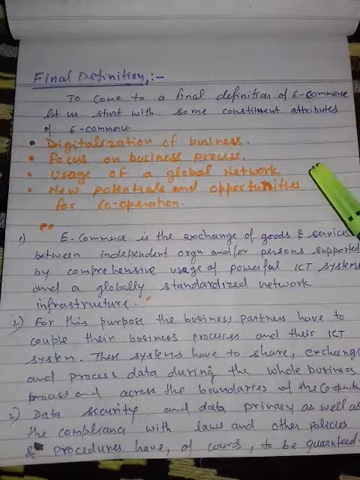 Final Definition,:-
To come to a final definition of E-Commerce
let us start with some constituent attributes
of E-commerce
• Digitalization of business.
• Focus on business process.
• Usage of a global Network
• New potentials and opportunities
for co-operation.
1) E-Commerce is the exchange of goods & services
between independent orgn and/or persons supported
by comprehensive usage of powerful ICT system
and a globally standardized network
infrastructure.
2) For this purpose the business partners have to
couple their business processes and their ICT
system. These systems have to share, exchange
and process data during the whole business
process and across the boundaries of the
Data security and data privacy as well as
the compliance with laws and other policies
& procedures have, of cours, to be